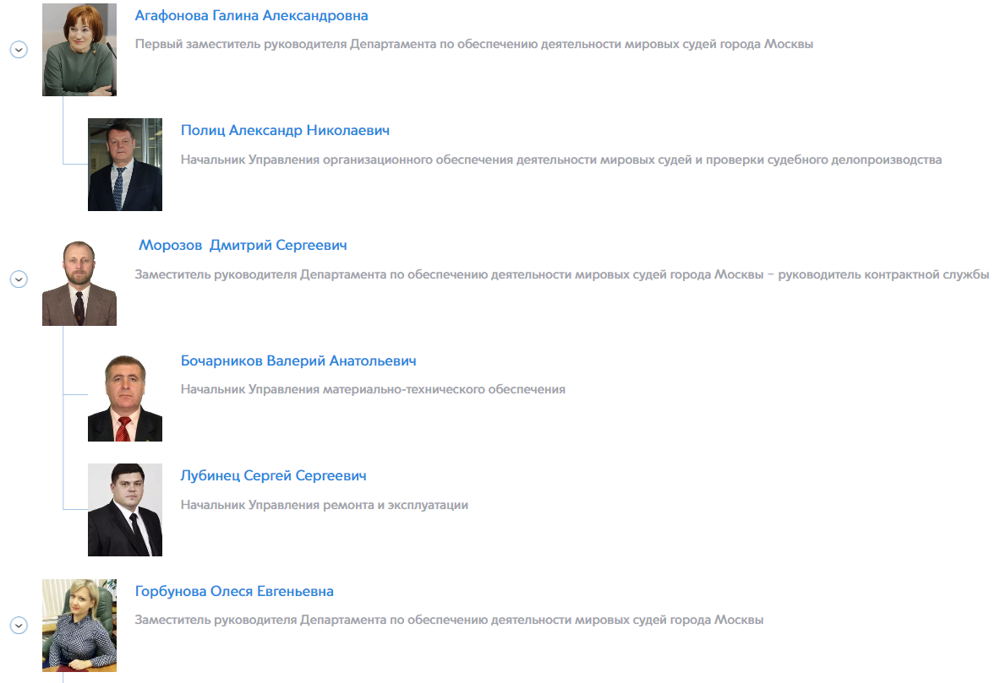 Агафонова Галина Александровна
Первый заместитель руководителя Департамента по обеспечению деятельности мировых судей города Москвы
Полиц Александр Николаевич
Начальник Управления организационного обеспечения деятельности мировых судей и проверки судебного делопроизводства
Морозов Дмитрий Сергеевич
Заместитель руководителя Департамента по обеспечению деятельности мировых судей города Москвы – руководитель контрактной службы
Бочарников Валерий Анатольевич
Начальник Управления материально-технического обеспечения
Лубинец Сергей Сергеевич
Начальник Управления ремонта и эксплуатации
Горбунова Олеся Евгеньевна
Заместитель руководителя Департамента по обеспечению деятельности мировых судей города Москвы